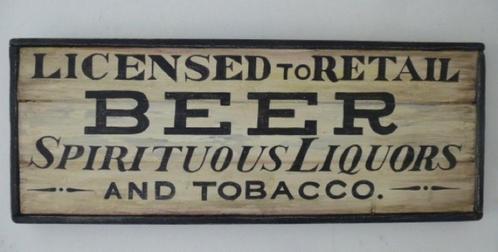 LICENSED TO RETAIL
BEER
SPIRITUOUS LIQUORS
AND TOBACCO.